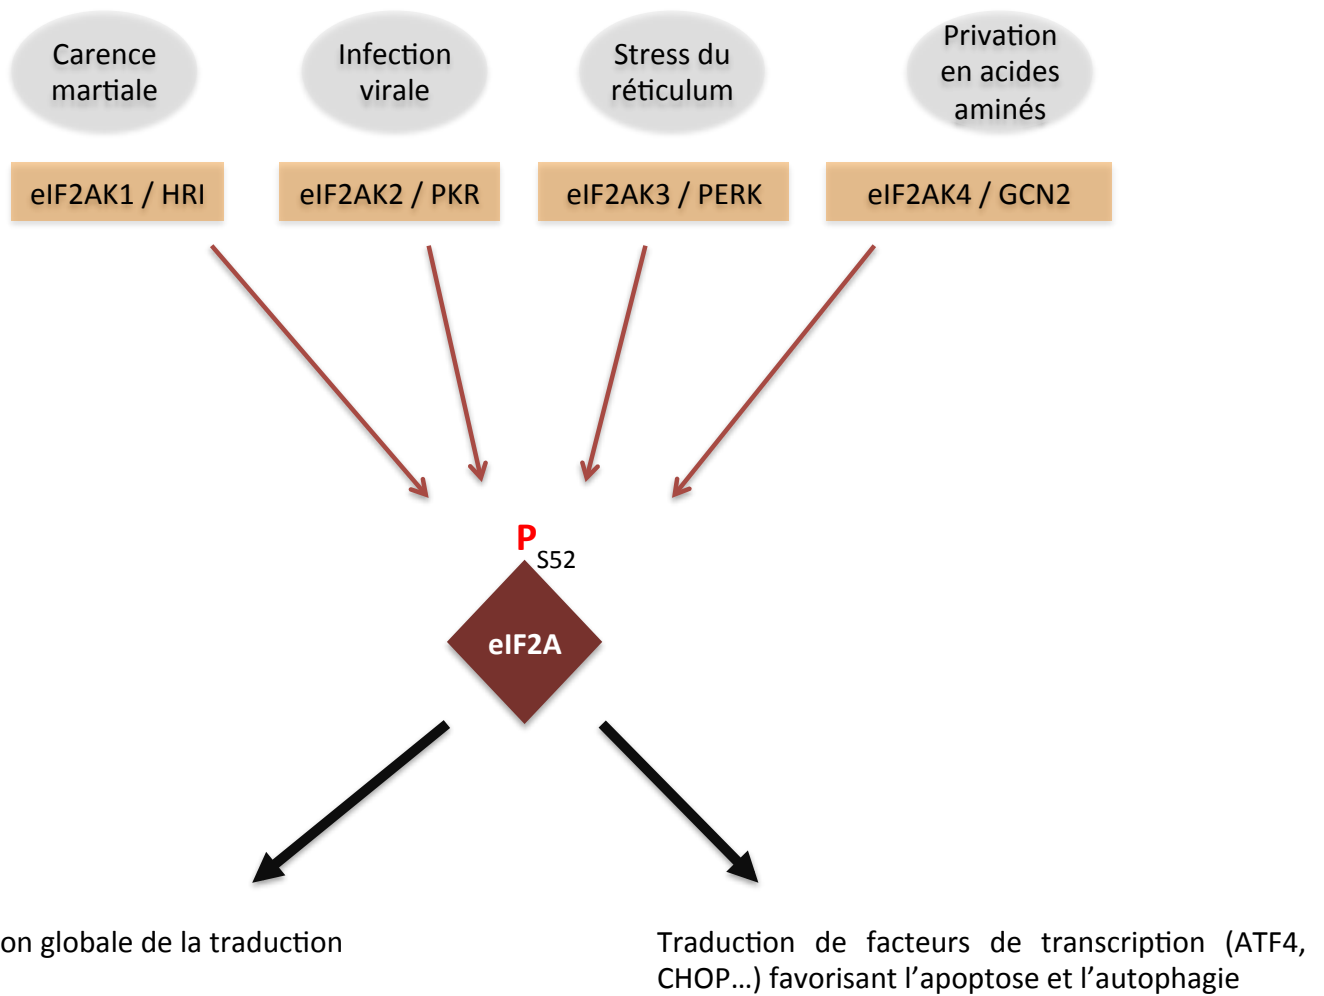 Carence
martiale
Infection
virale
Stress du
réticulum
Privation
en acides
aminés
eIF2AK1 / HRI
eIF2AK2 / PKR
eIF2AK3 / PERK
eIF2AK4 / GCN2
P
S52
eIF2A
on globale de la traduction
Traduction de facteurs de transcription (ATF4,
CHOP…) favorisant l’apoptose et l’autophagie